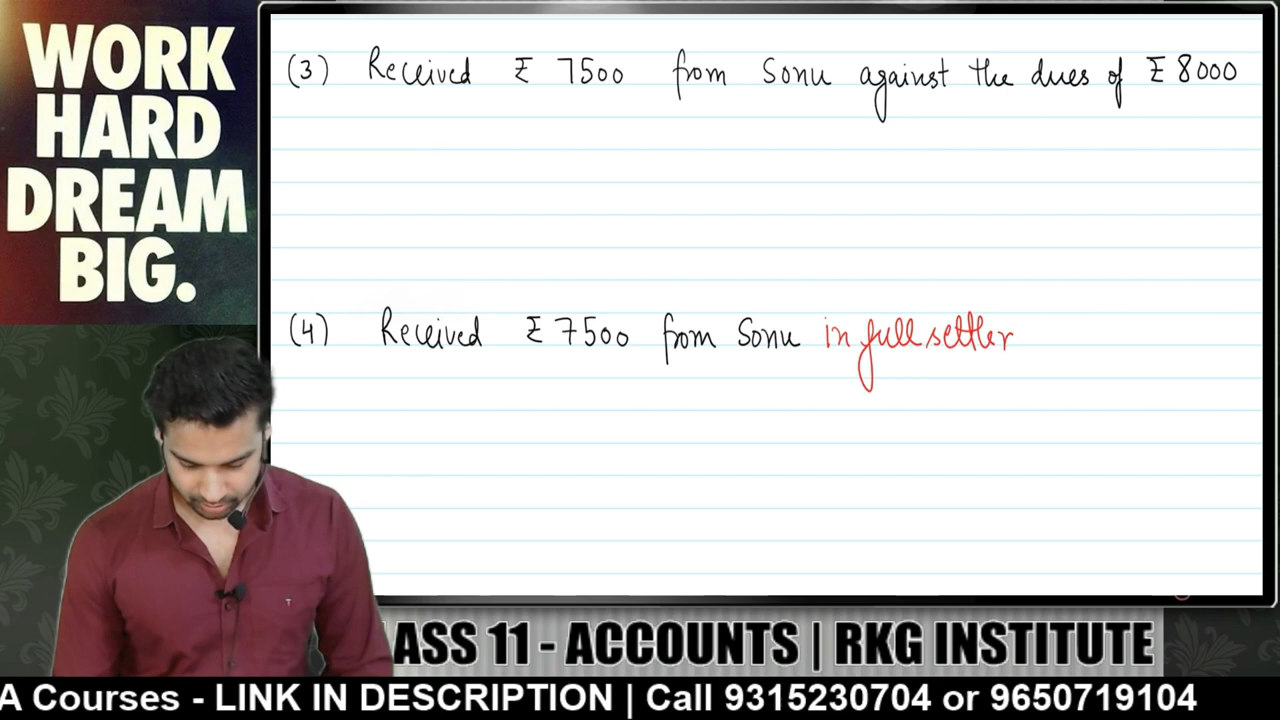 WORK
HARD
DREAM
BIG.
(3) Received ₹ 7500 from Sonu against the dues of ₹ 8000
(4) Received ₹ 7500 from Sonu in full settler
LASS 11 - ACCOUNTS | RKG INSTITUTE
A Courses - LINK IN DESCRIPTION | Call 9315230704 or 9650719104